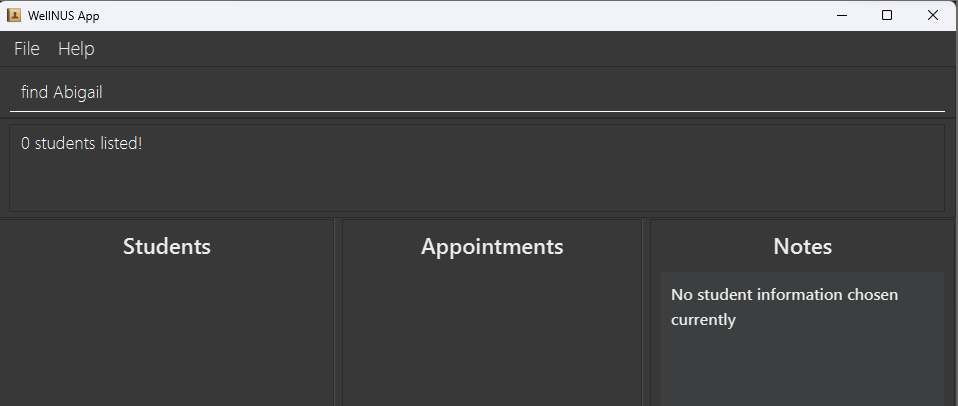 WellNUS App
File Help
find Abigail
0 students listed!
Students
Appointments
Notes
No student information chosen
currently